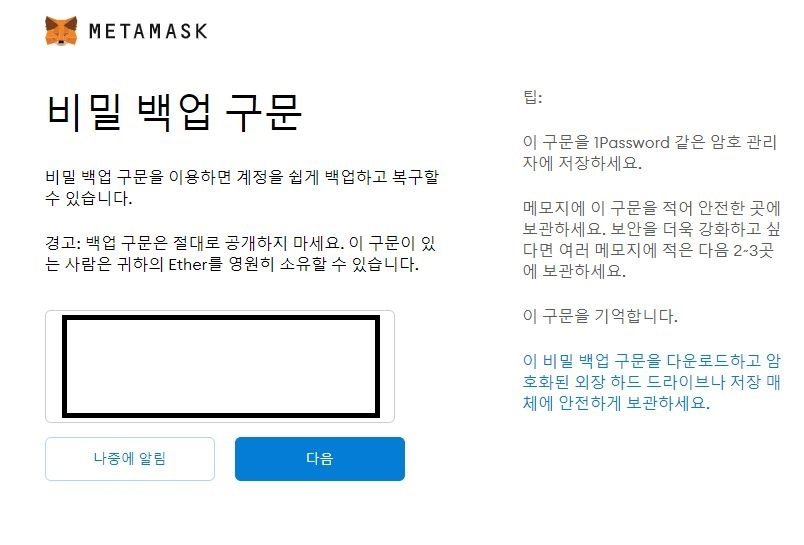 METAMASK
비밀 백업 구문
비밀 백업 구문을 이용하면 계정을 쉽게 백업하고 복구할
수 있습니다.
경고: 백업 구문은 절대로 공개하지 마세요. 이 구문이 있
는 사람은 귀하의 Ether를 영원히 소유할 수 있습니다.
나중에 알림
다음
팁:
이 구문을 1Password 같은 암호 관리
자에 저장하세요.
메모지에 이 구문을 적어 안전한 곳에
보관하세요. 보안을 더욱 강화하고 싶
다면 여러 메모지에 적은 다음 2~3곳
에 보관하세요.
이 구문을 기억합니다.
이 비밀 백업 구문을 다운로드하고 암
호화된 외장 하드 드라이브나 저장 매
체에 안전하게 보관하세요.